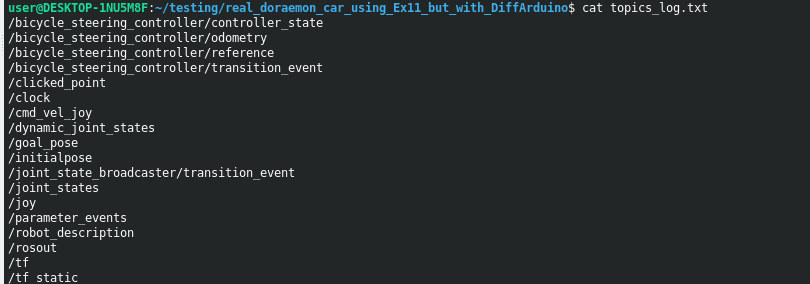 user@DESKTOP-1NU5M8F:~/testing/real_doraemon_car_using_Ex11_but_with_DiffArduino$ cat topics_log.txt
/bicycle_steering_controller/controller_state
/bicycle_steering_controller/odometry
/bicycle_steering_controller/reference
/bicycle_steering_controller/transition_event
/clicked_point
/clock
/cmd_vel_joy
/dynamic_joint_states
/goal_pose
/initialpose
/joint_state_broadcaster/transition_event
/joint_states
/joy
/parameter_events
/robot_description
/rosout
/tf
/tf_static